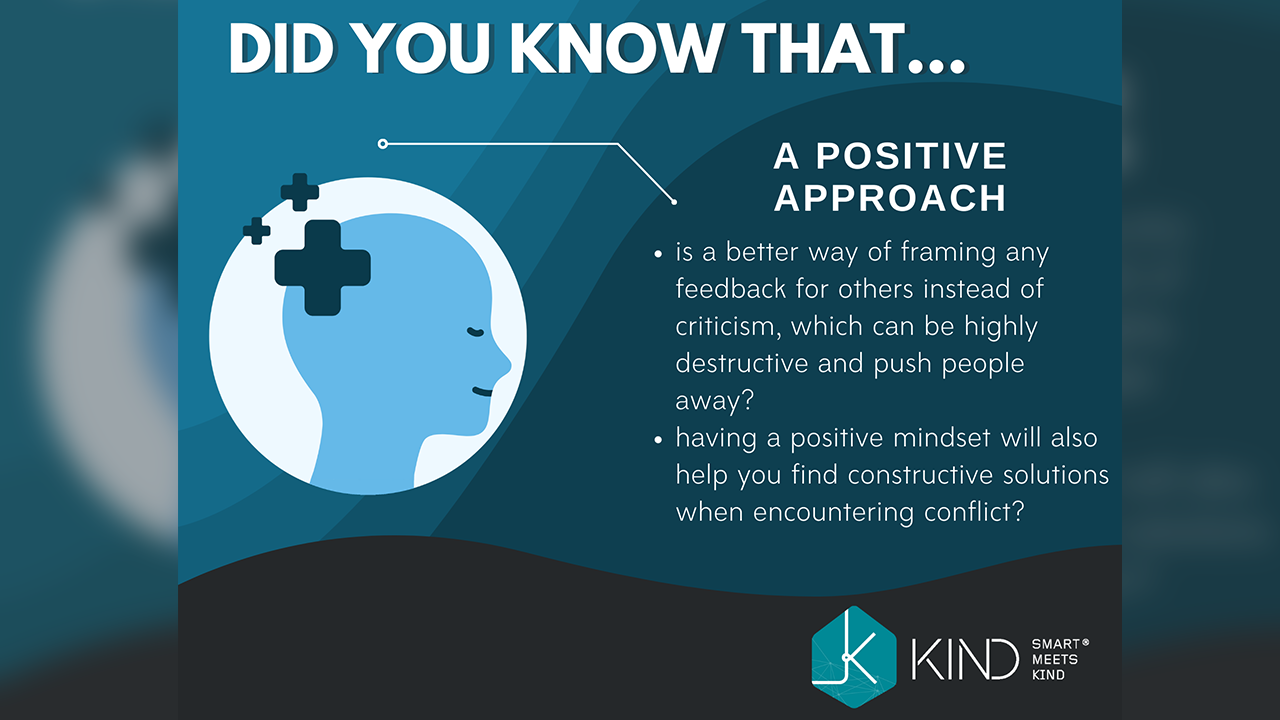 DID YOU KNOW THAT...
A POSITIVE
APPROACH
• is a better way of framing any
feedback for others instead of
criticism, which can be highly
destructive and push people
away?
• having a positive mindset will also
help you find constructive solutions
when encountering conflict?
KIND
SMART®
MEETS
KIND